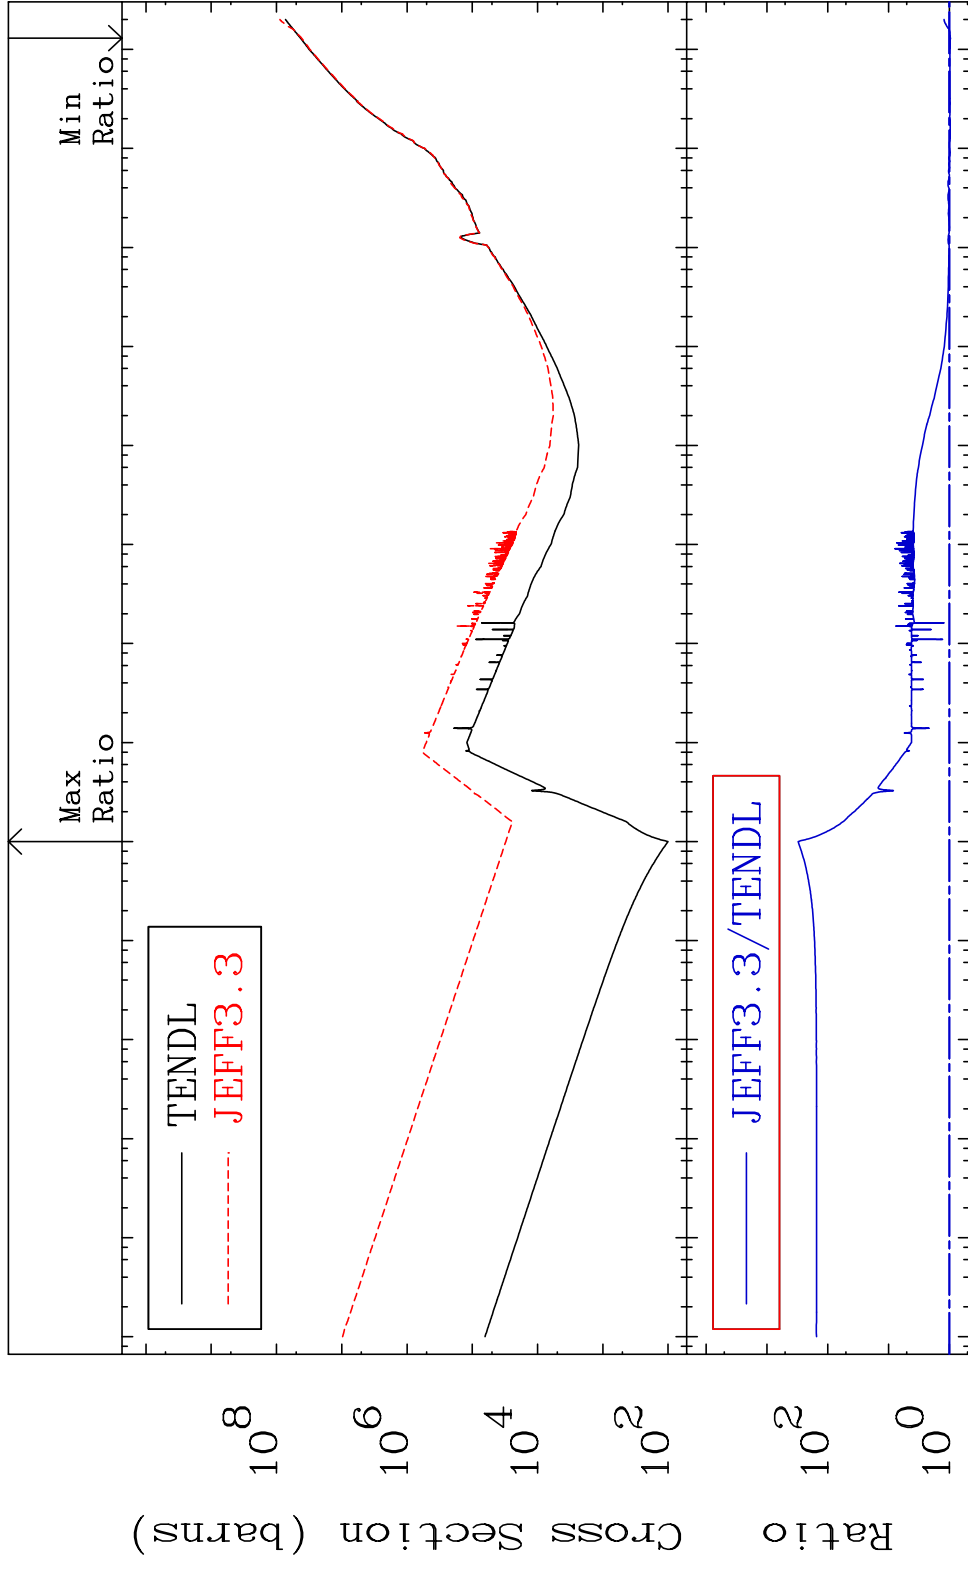 Max
Ratio
Min
Ratio
Cross Section (barns)
10 8
10 6
10 4
10 2
TENDL
JEFF3.3
Ratio
10 2
10 0
JEFF3.3/TENDL